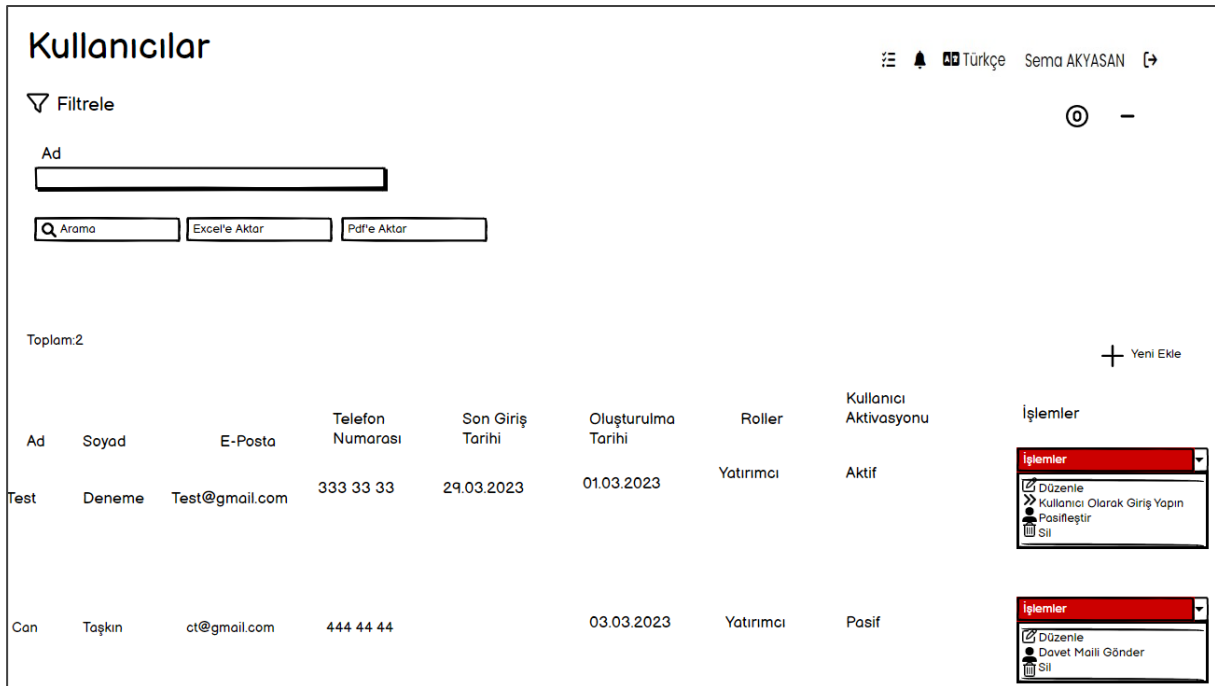 Kullanıcılar
Türkçe Sema AKYASAN
Filtrele
Ad
Arama Excel'e Aktar Pdf'e Aktar
Toplam:2
Yeni Ekle
Ad Soyad E-Posta Telefon Numarası Son Giriş Tarihi Oluşturulma Tarihi Roller Kullanıcı Aktivasyonu İşlemler
Test Deneme Test@gmail.com 333 33 33 29.03.2023 01.03.2023 Yatırımcı Aktif İşlemler
Düzenle
Kullanıcı Olarak Giriş Yapın
Pasifleştir
Sil
Can Taşkın ct@gmail.com 444 44 44 03.03.2023 Yatırımcı Pasif İşlemler
Düzenle
Davet Maili Gönder
Sil